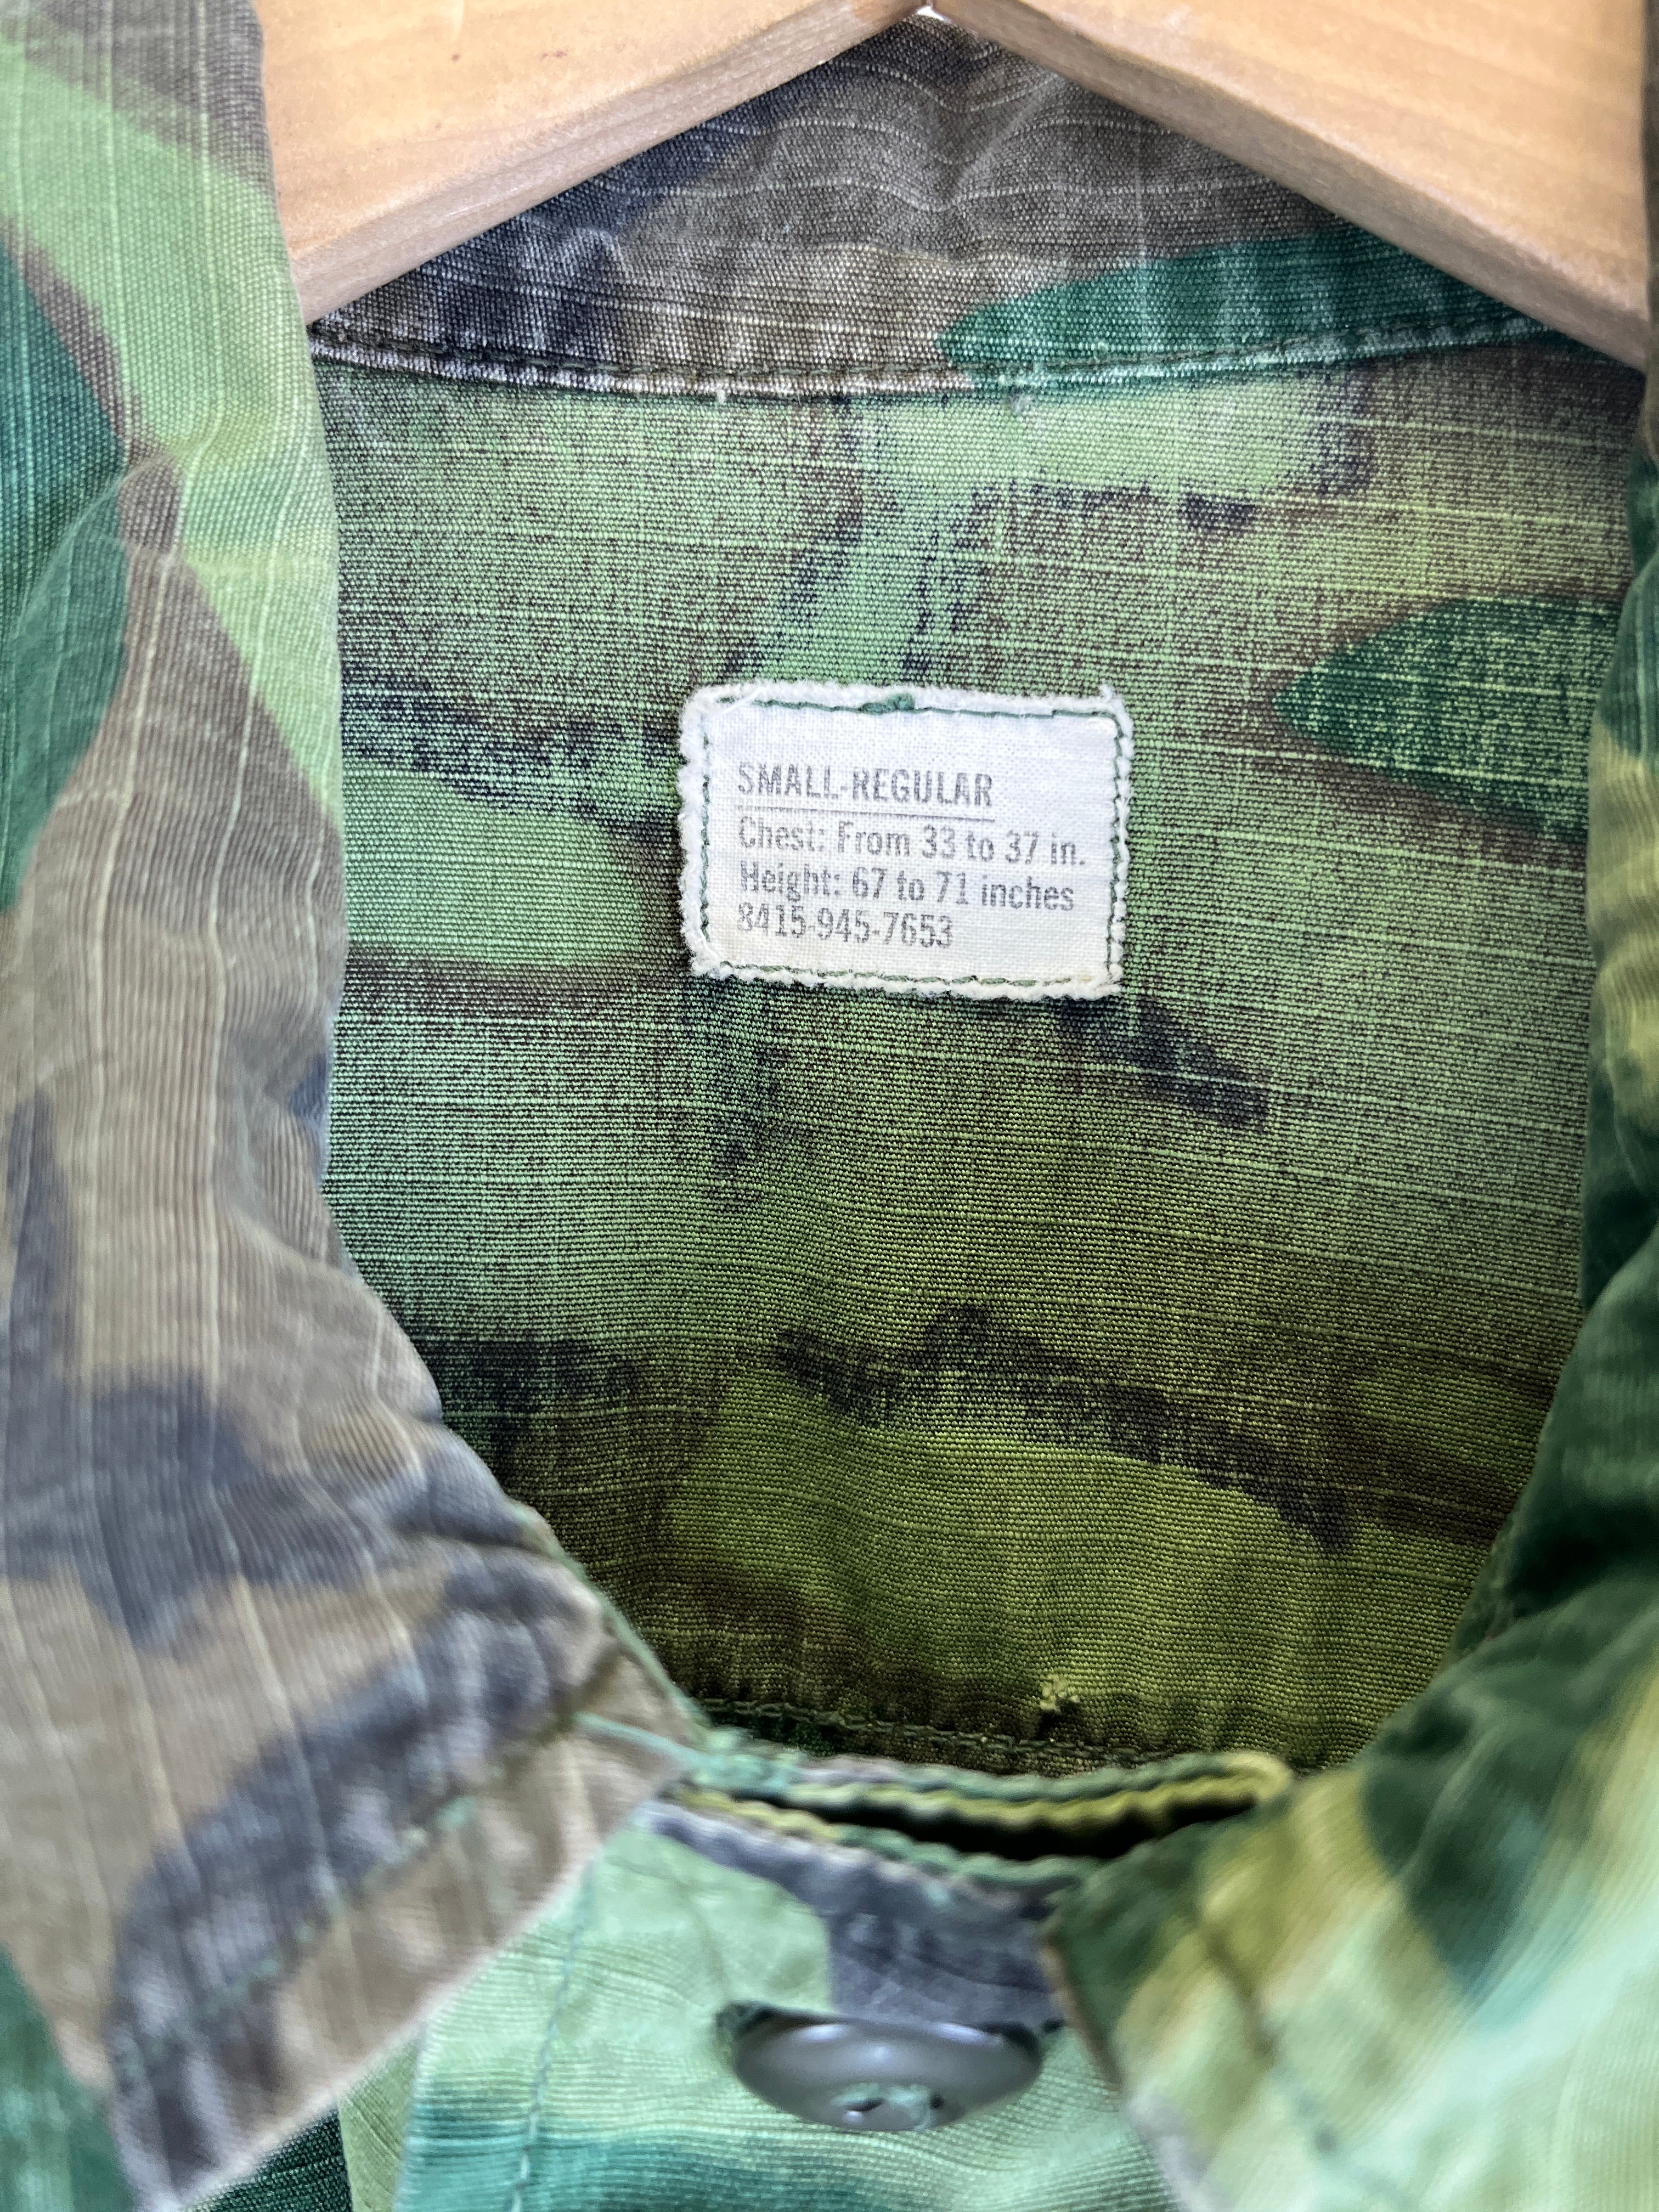 SMALL-REGULAR
Chest: From 33 to 37 in.
Height: 67 to 71 inches
8415-945-7653